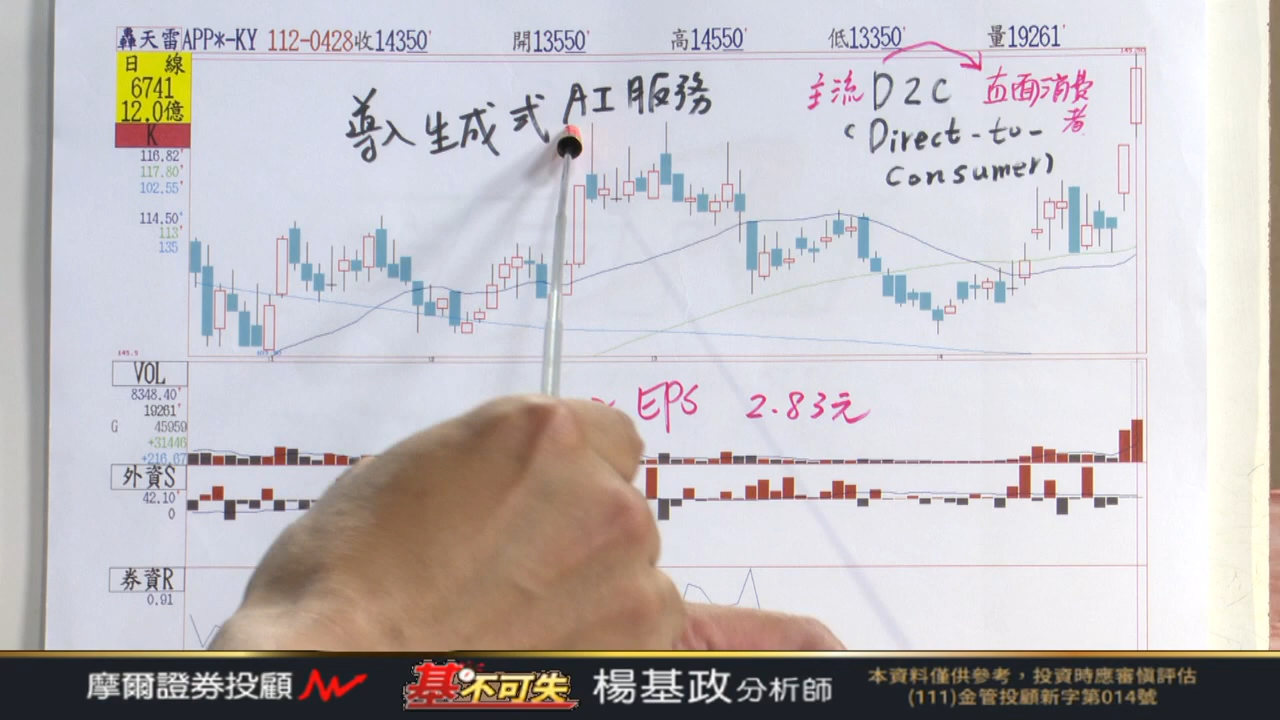 轟天雷APP*-KY 112-0428收14350' 開13550' 高14550' 低13350' 量19261'
日 線
6741
12.0億
K
116.82'
117.80'
102.55'
114.50'
113'
135
導入生成式AI服務
主流 D2C 直面消費者
(Direct-to-
Consumer)
145.5
VOL
8348.40'
19261'
G 45959
+31446
+216.67
EPS 2.83元
外資S
42.10'
0
券資R
0.91
摩爾證券投顧 基不可失 楊基政分析師
本資料僅供參考，投資時應審慎評估
(111)金管投顧新字第014號